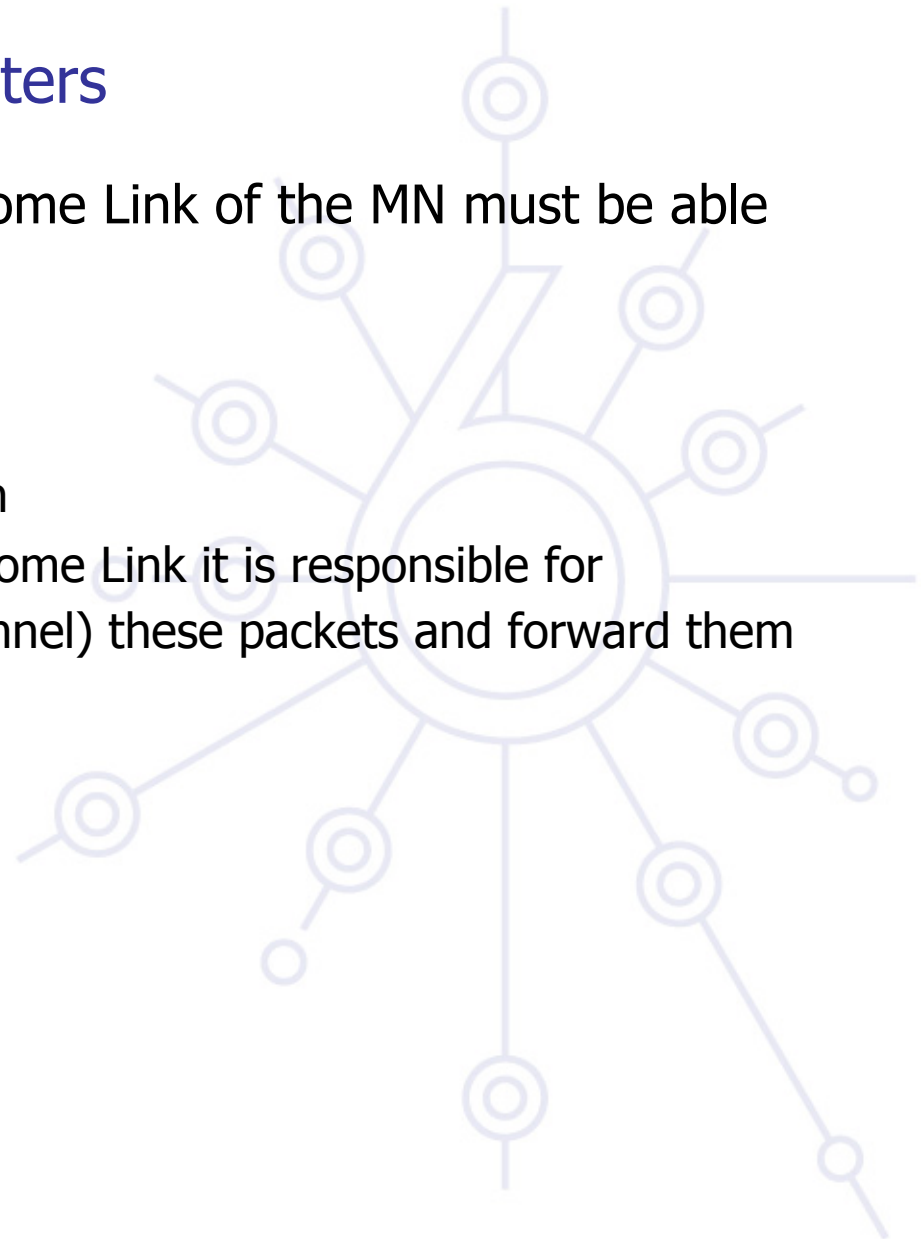 ters
ome Link of the MN must be able
n
ome Link it is responsible for
nnel) these packets and forward them